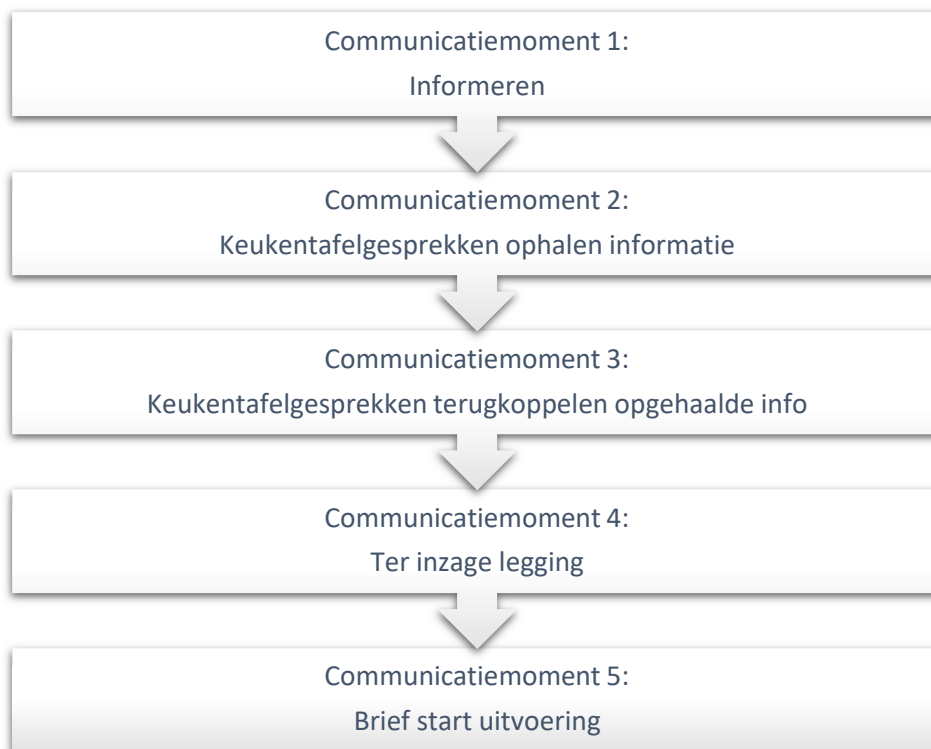 Communicatiemoment 1:
Informeren
Communicatiemoment 2:
Keukentafelgesprekken ophalen informatie
Communicatiemoment 3:
Keukentafelgesprekken terugkoppelen opgehaalde info
Communicatiemoment 4:
Ter inzage legging
Communicatiemoment 5:
Brief start uitvoering